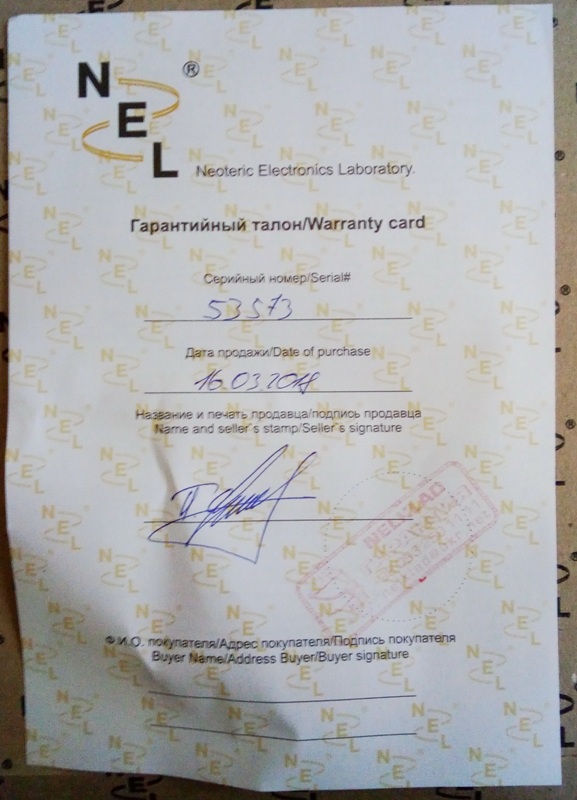 NEL®
Neoteric Electronics Laboratory.
Гарантийный талон/Warranty card
Серийный номер/Serial#
53573
Дата продажи/Date of purchase
16.03.2018
Название и печать продавца/подпись продавца
Name and seller`s stamp/Seller`s signature
Ф.И.О. покупателя/Адрес покупателя/Подпись покупателя
Buyer Name/Address Buyer/Buyer signature